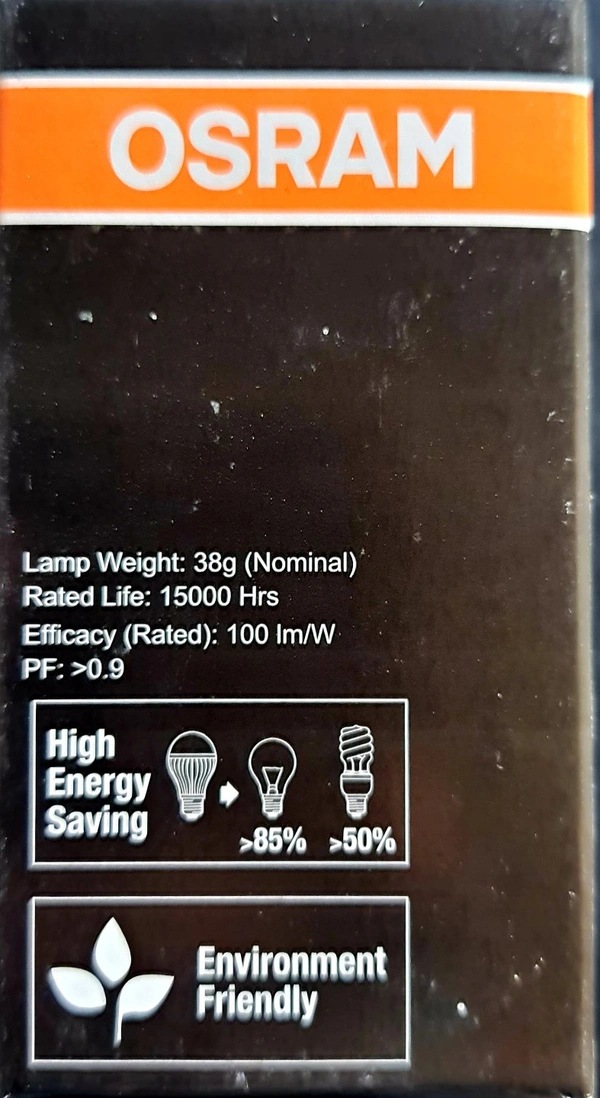 OSRAM
Lamp Weight: 38g (Nominal)
Rated Life: 15000 Hrs
Efficacy (Rated): 100 lm/W
PF: >0.9
High
Energy
Saving
>85% >50%
Environment
Friendly